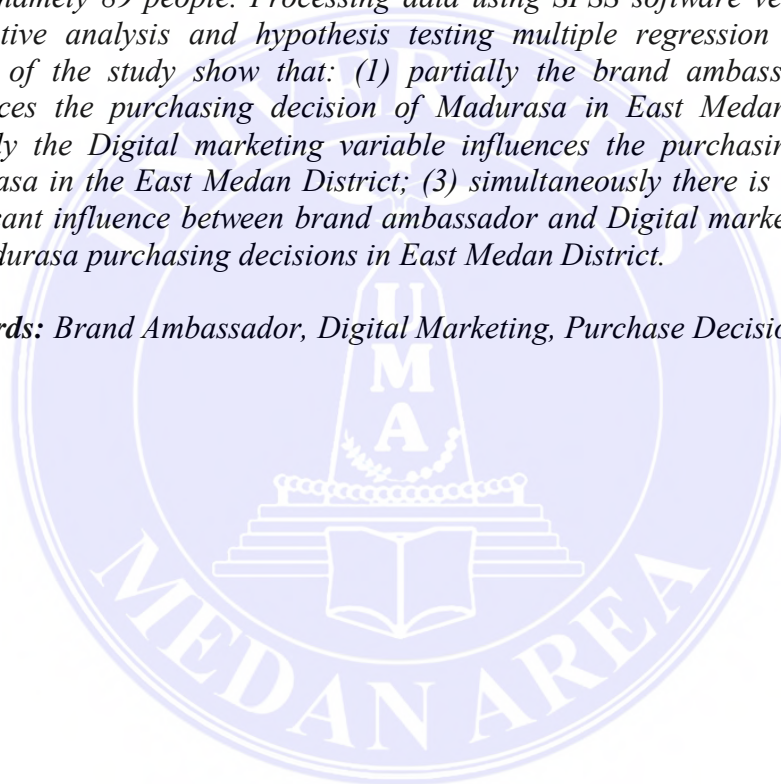 namely 89 people. Processing data using SPSS software ve
tive analysis and hypothesis testing multiple regression
of the study show that: (1) partially the brand ambass
ces the purchasing decision of Madurasa in East Medan
ly the Digital marketing variable influences the purchasin
asa in the East Medan District; (3) simultaneously there is
cant influence between brand ambassador and Digital marke
durasa purchasing decisions in East Medan District.
rds: Brand Ambassador, Digital Marketing, Purchase Decisio
UNIVERSITAS
UMA
MEDAN AREA